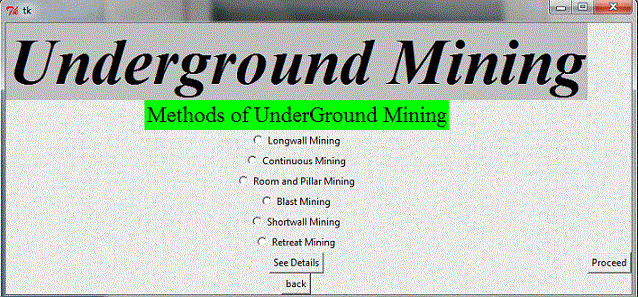 tk
Underground Mining
Methods of UnderGround Mining
Longwall Mining
Continuous Mining
Room and Pillar Mining
Blast Mining
Shortwall Mining
Retreat Mining
See Details
Proceed
back